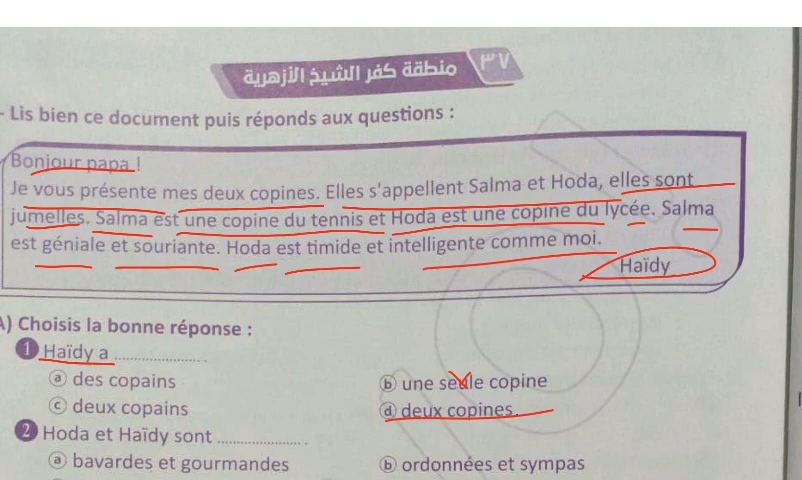 ٣٧ منطقة كفر الشيخ الأزهرية
- Lis bien ce document puis réponds aux questions :
Bonjour papa !
Je vous présente mes deux copines. Elles s'appellent Salma et Hoda, elles sont
jumelles. Salma est une copine du tennis et Hoda est une copine du lycée. Salma
est géniale et souriante. Hoda est timide et intelligente comme moi.
Haïdy
A) Choisis la bonne réponse :
1 Haïdy a ...................... .
a des copains
b une seule copine
c deux copains
d deux copines.
2 Hoda et Haïdy sont ..................... .
a bavardes et gourmandes
b ordonnées et sympas